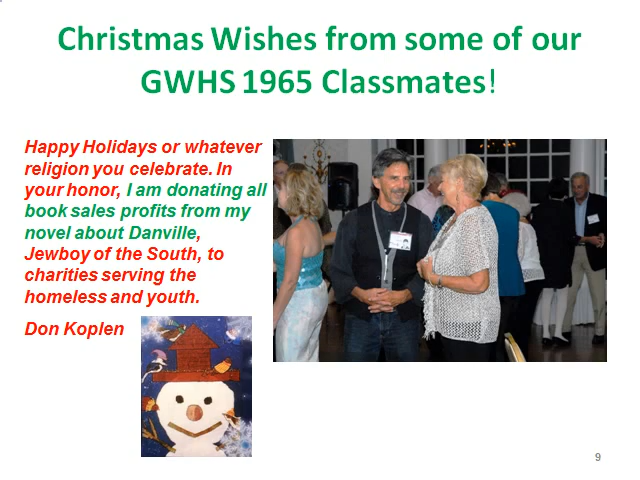 Christmas Wishes from some of our
GWHS 1965 Classmates!
Happy Holidays or whatever
religion you celebrate. In
your honor, I am donating all
book sales profits from my
novel about Danville,
Jewboy of the South, to
charities serving the
homeless and youth.
Don Koplen
9